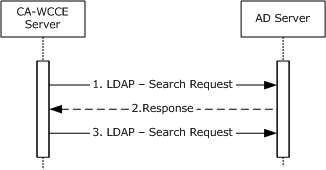 CA-WCCE
Server
AD Server
1. LDAP – Search Request
2.Response
3. LDAP – Search Request